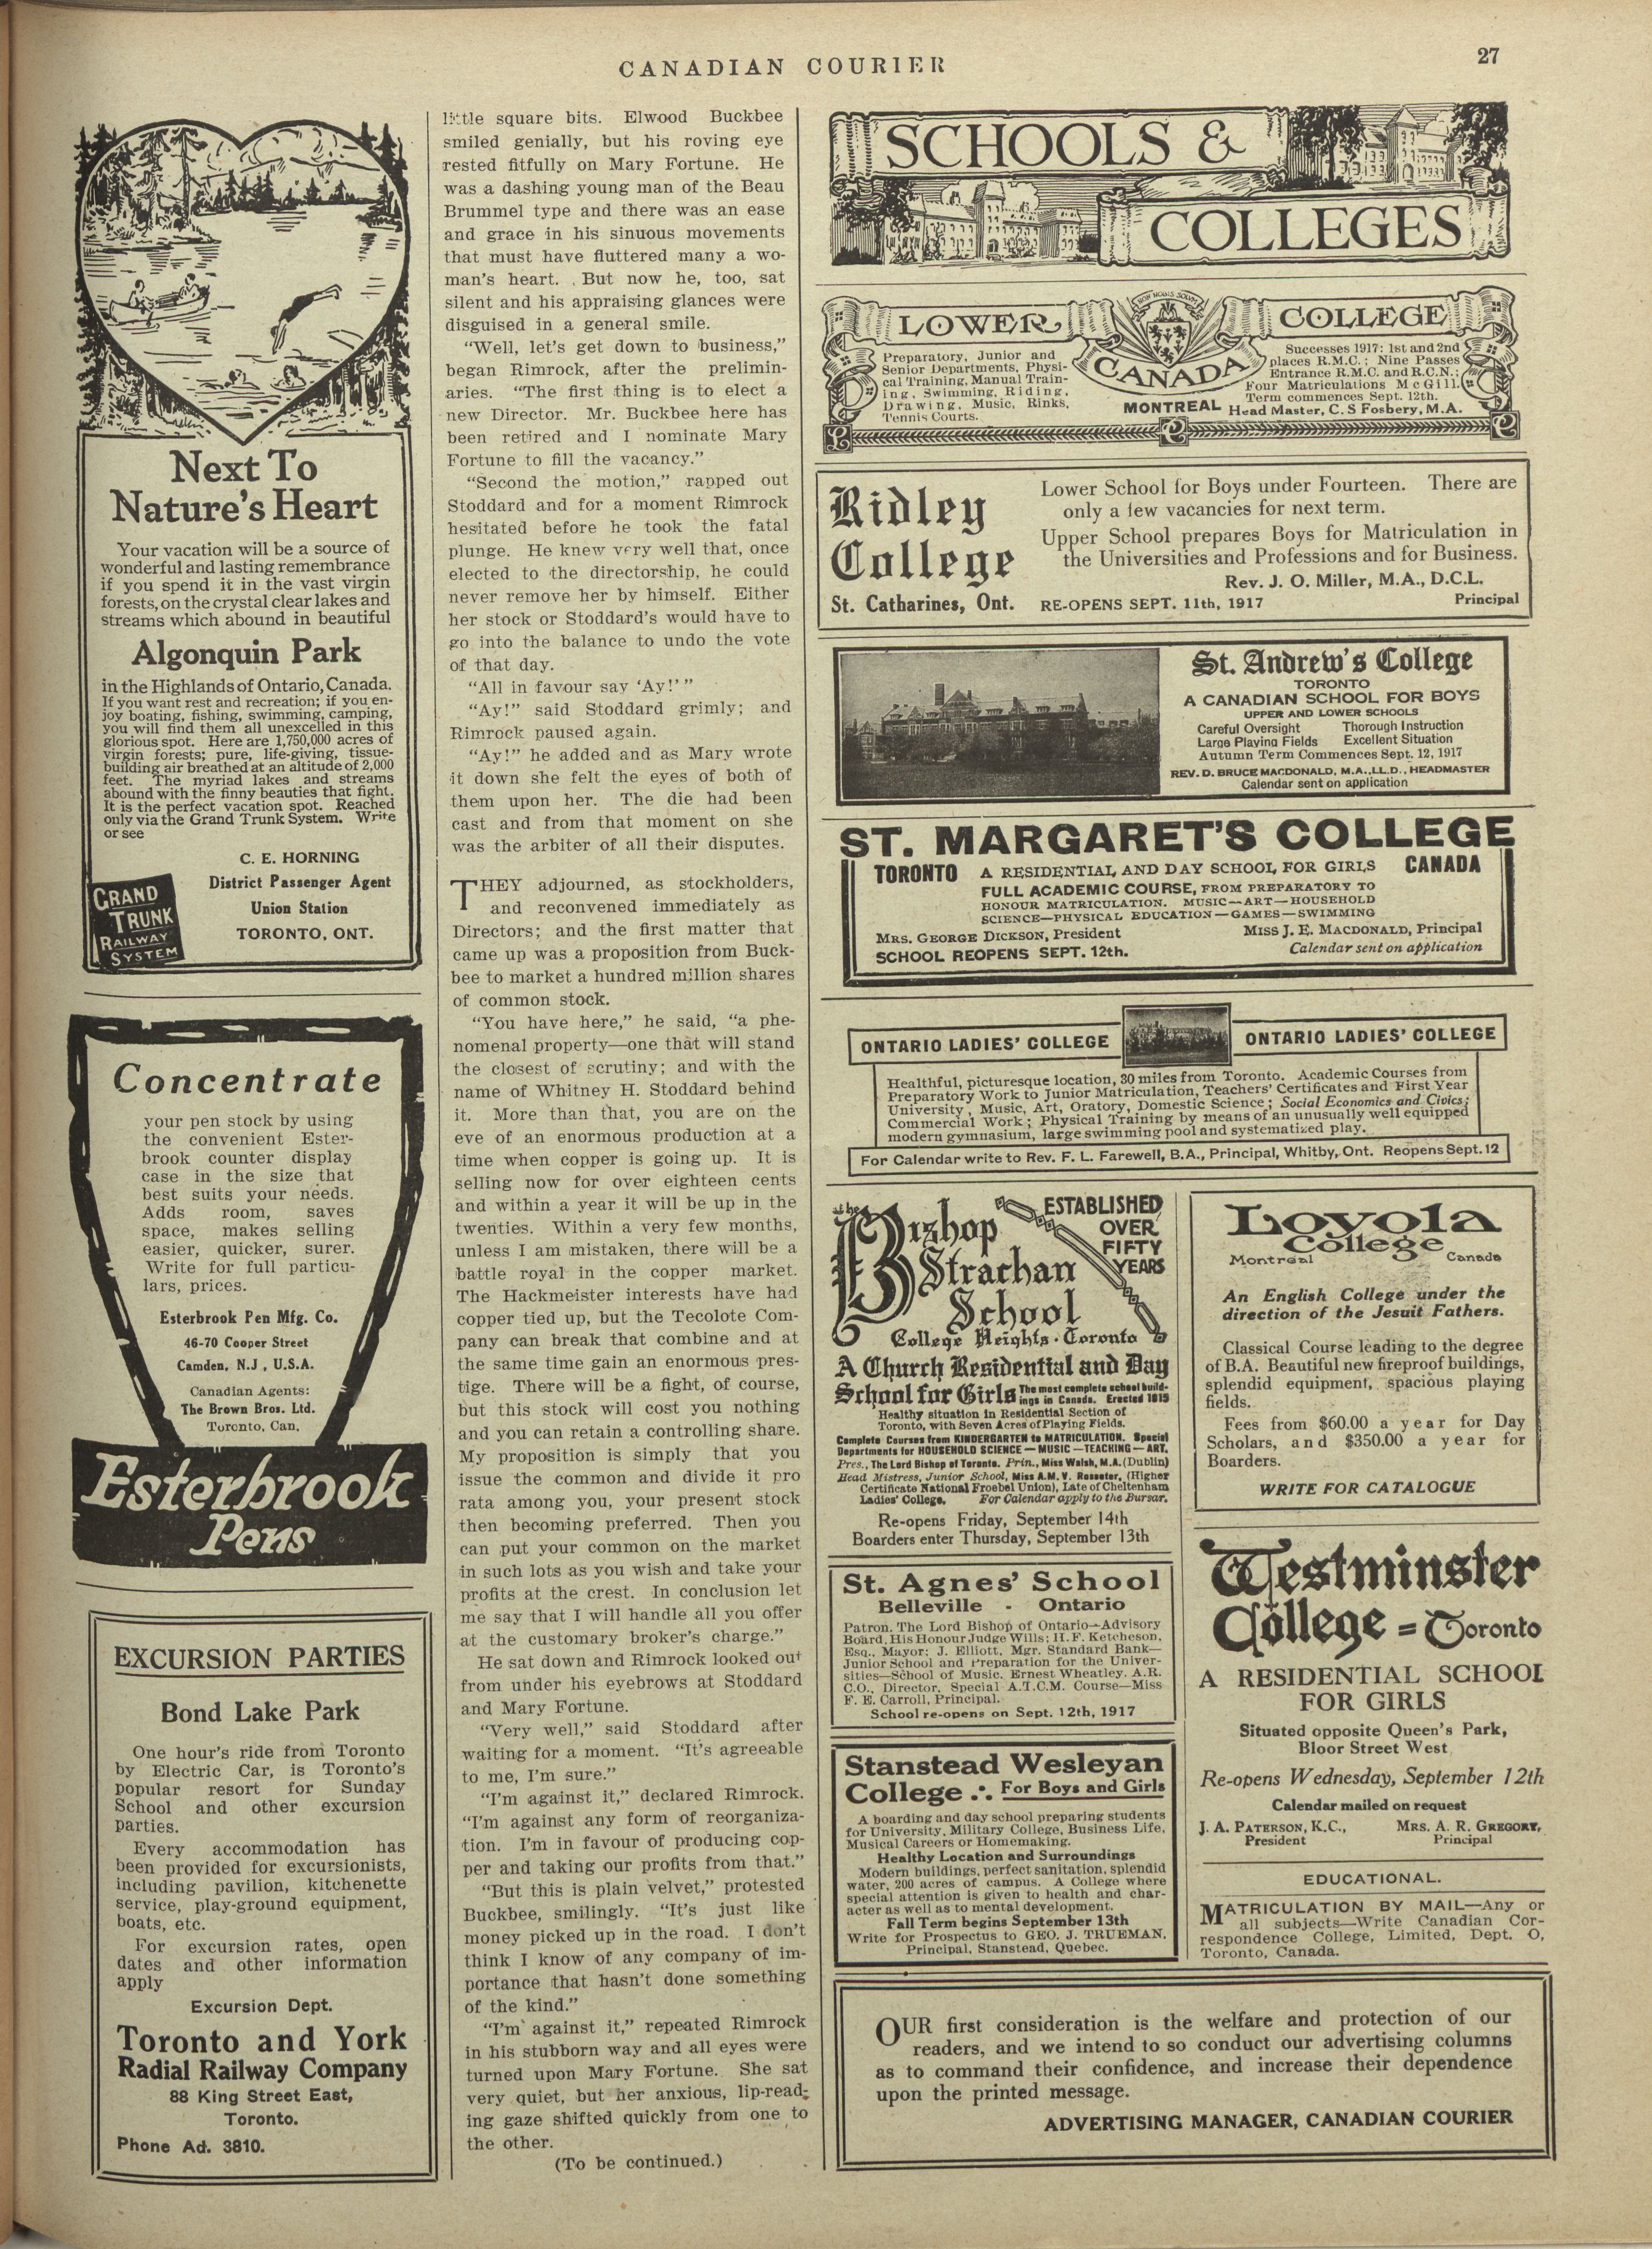 CANADIAN COURIER
27
Next To
Nature's Heart
Your vacation will be a source of
wonderful and lasting remembrance
if you spend it in the vast virgin
forests, on the crystal clear lakes and
streams which abound in beautiful
Algonquin Park
in the Highlands of Ontario, Canada.
If you want rest and recreation; if you en-
joy boating, fishing, swimming, camping,
you will find them all unexcelled in this
glorious spot. Here are 1,750,000 acres of
virgin forests; pure, life-giving, tissue-
building air breathed at an altitude of 2,000
feet. The myriad lakes and streams
abound with the finny beauties that fight.
It is the perfect vacation spot. Reached
only via the Grand Trunk System. Write
or see
C. E. HORNING
District Passenger Agent
Union Station
TORONTO, ONT.
GRAND
TRUNK
RAILWAY
SYSTEM
Concentrate
your pen stock by using
the convenient Ester-
brook counter display
case in the size that
best suits your needs.
Adds room, saves
space, makes selling
easier, quicker, surer.
Write for full particu-
lars, prices.
Esterbrook Pen Mfg. Co.
46-70 Cooper Street
Camden, N.J., U.S.A.
Canadian Agents:
The Brown Bros. Ltd.
Toronto, Can.
Esterbrook
Pens
EXCURSION PARTIES
Bond Lake Park
One hour's ride from Toronto
by Electric Car, is Toronto's
popular resort for Sunday
School and other excursion
parties.
Every accommodation has
been provided for excursionists,
including pavilion, kitchenette
service, play-ground equipment,
boats, etc.
For excursion rates, open
dates and other information
apply
Excursion Dept.
Toronto and York
Radial Railway Company
88 King Street East,
Toronto.
Phone Ad. 3810.
little square bits. Elwood Buckbee
smiled genially, but his roving eye
rested fitfully on Mary Fortune. He
was a dashing young man of the Beau
Brummel type and there was an ease
and grace in his sinuous movements
that must have fluttered many a wo-
man's heart. But now he, too, sat
silent and his appraising glances were
disguised in a general smile.
"Well, let's get down to business,"
began Rimrock, after the prelimin-
aries. "The first thing is to elect a
new Director. Mr. Buckbee here has
been retired and I nominate Mary
Fortune to fill the vacancy."
"Second the motion," rapped out
Stoddard and for a moment Rimrock
hesitated before he took the fatal
plunge. He knew very well that, once
elected to the directorship, he could
never remove her by himself. Either
her stock or Stoddard's would have to
go into the balance to undo the vote
of that day.
"All in favour say 'Ay!'"
"Ay!" said Stoddard grimly; and
Rimrock paused again.
"Ay!" he added and as Mary wrote
it down she felt the eyes of both of
them upon her. The die had been
cast and from that moment on she
was the arbiter of all their disputes.
THEY adjourned, as stockholders,
and reconvened immediately as
Directors; and the first matter that
came up was a proposition from Buck-
bee to market a hundred million shares
of common stock.
"You have here," he said, "a phe-
nomenal property—one that will stand
the closest of scrutiny; and with the
name of Whitney H. Stoddard behind
it. More than that, you are on the
eve of an enormous production at a
time when copper is going up. It is
selling now for over eighteen cents
and within a year it will be up in the
twenties. Within a very few months,
unless I am mistaken, there will be a
battle royal in the copper market.
The Hackmeister interests have had
copper tied up, but the Tecolote Com-
pany can break that combine and at
the same time gain an enormous pres-
tige. There will be a fight, of course,
but this stock will cost you nothing
and you can retain a controlling share.
My proposition is simply that you
issue the common and divide it pro
rata among you, your present stock
then becoming preferred. Then you
can put your common on the market
in such lots as you wish and take your
profits at the crest. In conclusion let
me say that I will handle all you offer
at the customary broker's charge."
He sat down and Rimrock looked out
from under his eyebrows at Stoddard
and Mary Fortune.
"Very well," said Stoddard after
waiting for a moment. "It's agreeable
to me, I'm sure."
"I'm against it," declared Rimrock.
"I'm against any form of reorganiza-
tion. I'm in favour of producing cop-
per and taking our profits from that."
"But this is plain velvet," protested
Buckbee, smilingly. "It's just like
money picked up in the road. I don't
think I know of any company of im-
portance that hasn't done something
of the kind."
"I'm against it," repeated Rimrock
in his stubborn way and all eyes were
turned upon Mary Fortune. She sat
very quiet, but her anxious, lip-read-
ing gaze shifted quickly from one to
the other.
(To be continued.)
SCHOOLS &
COLLEGES
LOWER
CANADA
COLLEGE
NON NOBIS SOLUM
Preparatory, Junior and
Senior Departments, Physi-
cal Training, Manual Train-
ing, Swimming, Riding,
Drawing, Music, Rinks,
Tennis Courts.
MONTREAL
Successes 1917: 1st and 2nd
places R.M.C.; Nine Passes
Entrance R.M.C. and R.C.N.;
Four Matriculations McGill.
Term commences Sept. 12th.
Head Master, C. S Fosbery, M.A.
Ridley
College
St. Catharines, Ont.
Lower School for Boys under Fourteen. There are
only a few vacancies for next term.
Upper School prepares Boys for Matriculation in
the Universities and Professions and for Business.
Rev. J. O. Miller, M.A., D.C.L.
RE-OPENS SEPT. 11th, 1917
Principal
St. Andrew's College
TORONTO
A CANADIAN SCHOOL FOR BOYS
UPPER AND LOWER SCHOOLS
Careful Oversight Thorough Instruction
Large Playing Fields Excellent Situation
Autumn Term Commences Sept. 12, 1917
REV. D. BRUCE MACDONALD, M.A., LL.D., HEADMASTER
Calendar sent on application
ST. MARGARET'S COLLEGE
TORONTO A RESIDENTIAL AND DAY SCHOOL FOR GIRLS CANADA
FULL ACADEMIC COURSE, FROM PREPARATORY TO
HONOUR MATRICULATION. MUSIC—ART—HOUSEHOLD
SCIENCE—PHYSICAL EDUCATION—GAMES—SWIMMING
MRS. GEORGE DICKSON, President
MISS J. E. MACDONALD, Principal
SCHOOL REOPENS SEPT. 12th.
Calendar sent on application
ONTARIO LADIES' COLLEGE
ONTARIO LADIES' COLLEGE
Healthful, picturesque location, 30 miles from Toronto. Academic Courses from
Preparatory Work to Junior Matriculation, Teachers' Certificates and First Year
University, Music, Art, Oratory, Domestic Science; Social Economics and Civics;
Commercial Work; Physical Training by means of an unusually well equipped
modern gymnasium, large swimming pool and systematized play.
For Calendar write to Rev. F. L. Farewell, B.A., Principal, Whitby, Ont. Reopens Sept. 12
the
Bishop
Strachan
School
ESTABLISHED
OVER
FIFTY
YEARS
College Heights · Toronto
A Church Residential and Day
School for Girls The most complete school build-
ings in Canada. Erected 1915
Healthy situation in Residential Section of
Toronto, with Seven Acres of Playing Fields.
Complete Courses from KINDERGARTEN to MATRICULATION. Special
Departments for HOUSEHOLD SCIENCE—MUSIC—TEACHING—ART.
Pres., The Lord Bishop of Toronto. Prin., Miss Walsh, M.A. (Dublin)
Head Mistress, Junior School, Miss A.M.V. Rosseter, (Higher
Certificate National Froebel Union), Late of Cheltenham
Ladies' College. For Calendar apply to the Bursar.
Re-opens Friday, September 14th
Boarders enter Thursday, September 13th
St. Agnes' School
Belleville - Ontario
Patron, The Lord Bishop of Ontario—Advisory
Board, His Honour Judge Wills; H. F. Ketcheson,
Esq., Mayor; J. Elliott, Mgr. Standard Bank—
Junior School and Preparation for the Univer-
sities—School of Music, Ernest Wheatley, A.R.
C.O., Director. Special A.T.C.M. Course—Miss
F. E. Carroll, Principal.
School re-opens on Sept. 12th, 1917
Stanstead Wesleyan
College ∴ For Boys and Girls
A boarding and day school preparing students
for University, Military College, Business Life,
Musical Careers or Homemaking.
Healthy Location and Surroundings
Modern buildings, perfect sanitation, splendid
water, 200 acres of campus. A College where
special attention is given to health and char-
acter as well as to mental development.
Fall Term begins September 13th
Write for Prospectus to GEO. J. TRUEMAN,
Principal, Stanstead, Quebec.
Loyola
College
Montreal Canada
An English College under the
direction of the Jesuit Fathers.
Classical Course leading to the degree
of B.A. Beautiful new fireproof buildings,
splendid equipment, spacious playing
fields.
Fees from $60.00 a year for Day
Scholars, and $350.00 a year for
Boarders.
WRITE FOR CATALOGUE
Westminster
College = Toronto
A RESIDENTIAL SCHOOL
FOR GIRLS
Situated opposite Queen's Park,
Bloor Street West
Re-opens Wednesday, September 12th
Calendar mailed on request
J. A. PATERSON, K.C., MRS. A. R. GREGORY,
President Principal
EDUCATIONAL.
MATRICULATION BY MAIL—Any or
all subjects—Write Canadian Cor-
respondence College, Limited, Dept. O,
Toronto, Canada.
OUR first consideration is the welfare and protection of our
readers, and we intend to so conduct our advertising columns
as to command their confidence, and increase their dependence
upon the printed message.
ADVERTISING MANAGER, CANADIAN COURIER